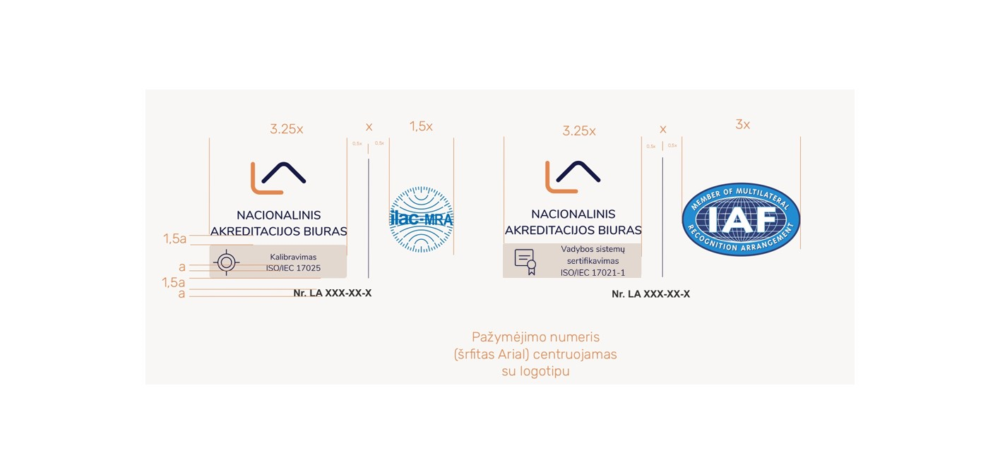 3.25x
x
1,5x
0,5x
0,5x
NACIONALINIS
AKREDITACIJOS BIURAS
ilac-MRA
1,5a
Kalibravimas
ISO/IEC 17025
a
1,5a
a
Nr. LA XXX-XX-X
3.25x
x
3x
0,5x
0,5x
NACIONALINIS
AKREDITACIJOS BIURAS
MEMBER OF MULTILATERAL
IAF
RECOGNITION ARRANGEMENT
Vadybos sistemų
sertifikavimas
ISO/IEC 17021-1
Nr. LA XXX-XX-X
Pažymėjimo numeris
(šrfitas Arial) centruojamas
su logotipu